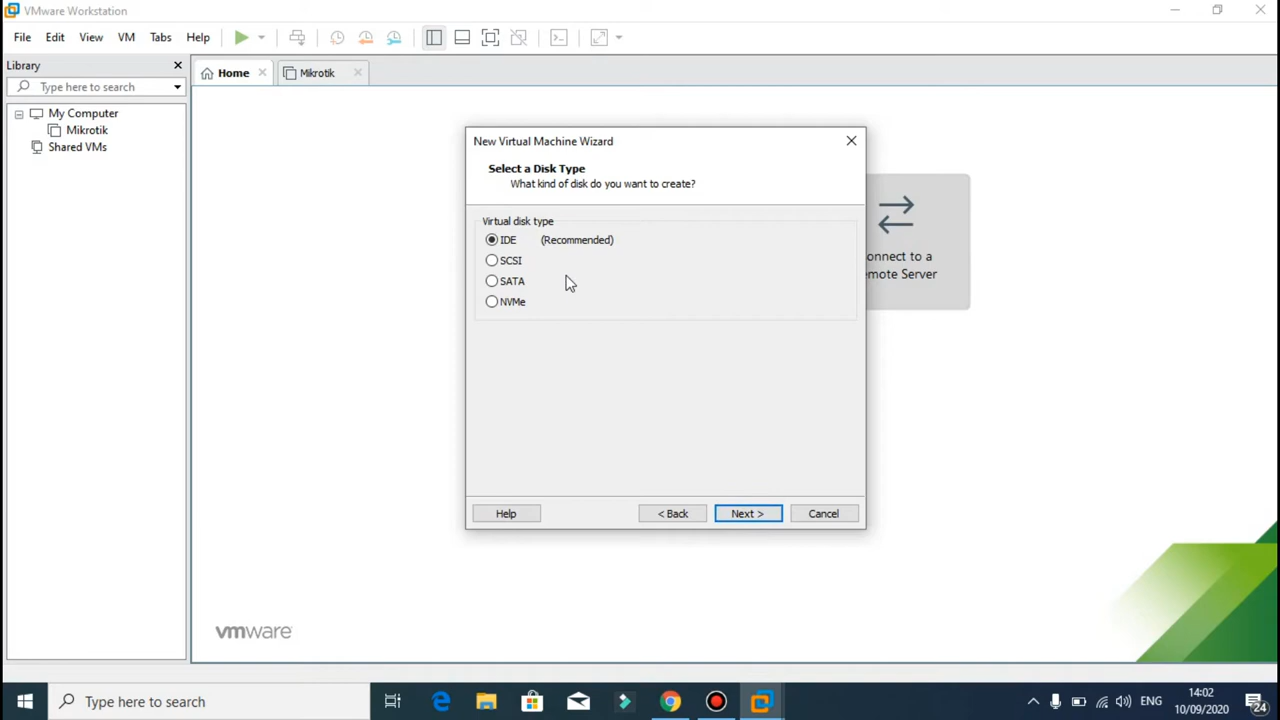 VMware Workstation
File Edit View VM Tabs Help
Library
Type here to search
My Computer
Mikrotik
Shared VMs
Home
Mikrotik
New Virtual Machine Wizard
Select a Disk Type
What kind of disk do you want to create?
Virtual disk type
IDE (Recommended)
SCSI
SATA
NVMe
Help
< Back
Next >
Cancel
onnect to a
emote Server
vmware
Type here to search
ENG
14:02
10/09/2020
24